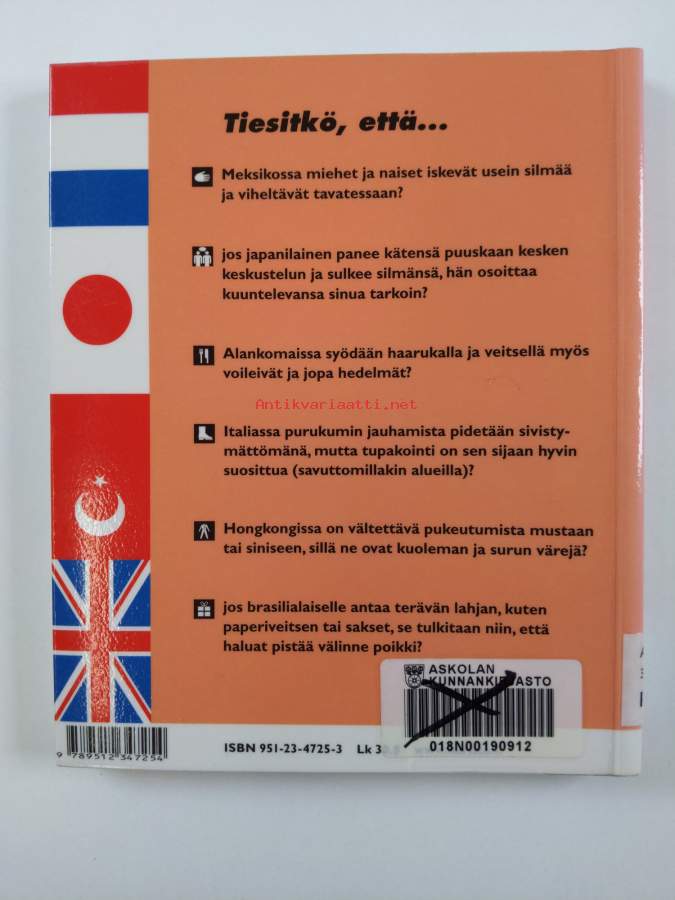 Tiesitkö, että...
Meksikossa miehet ja naiset iskevät usein silmää
ja viheltävät tavatessaan?
jos japanilainen panee kätensä puuskaan kesken
keskustelun ja sulkee silmänsä, hän osoittaa
kuuntelevansa sinua tarkoin?
Alankomaissa syödään haarukalla ja veitsellä myös
voileivät ja jopa hedelmät?
Antikvariaatti.net
Italiassa purukumin jauhamista pidetään sivisty-
mättömänä, mutta tupakointi on sen sijaan hyvin
suosittua (savuttomillakin alueilla)?
Hongkongissa on vältettävä pukeutumista mustaan
tai siniseen, sillä ne ovat kuoleman ja surun värejä?
jos brasilialaiselle antaa terävän lahjan, kuten
paperiveitsen tai sakset, se tulkitaan niin, että
haluat pistää välinne poikki?
ASKOLAN
KUNNANKIRJASTO
018N00190912
ISBN 951-23-4725-3 Lk
9 789512 347254